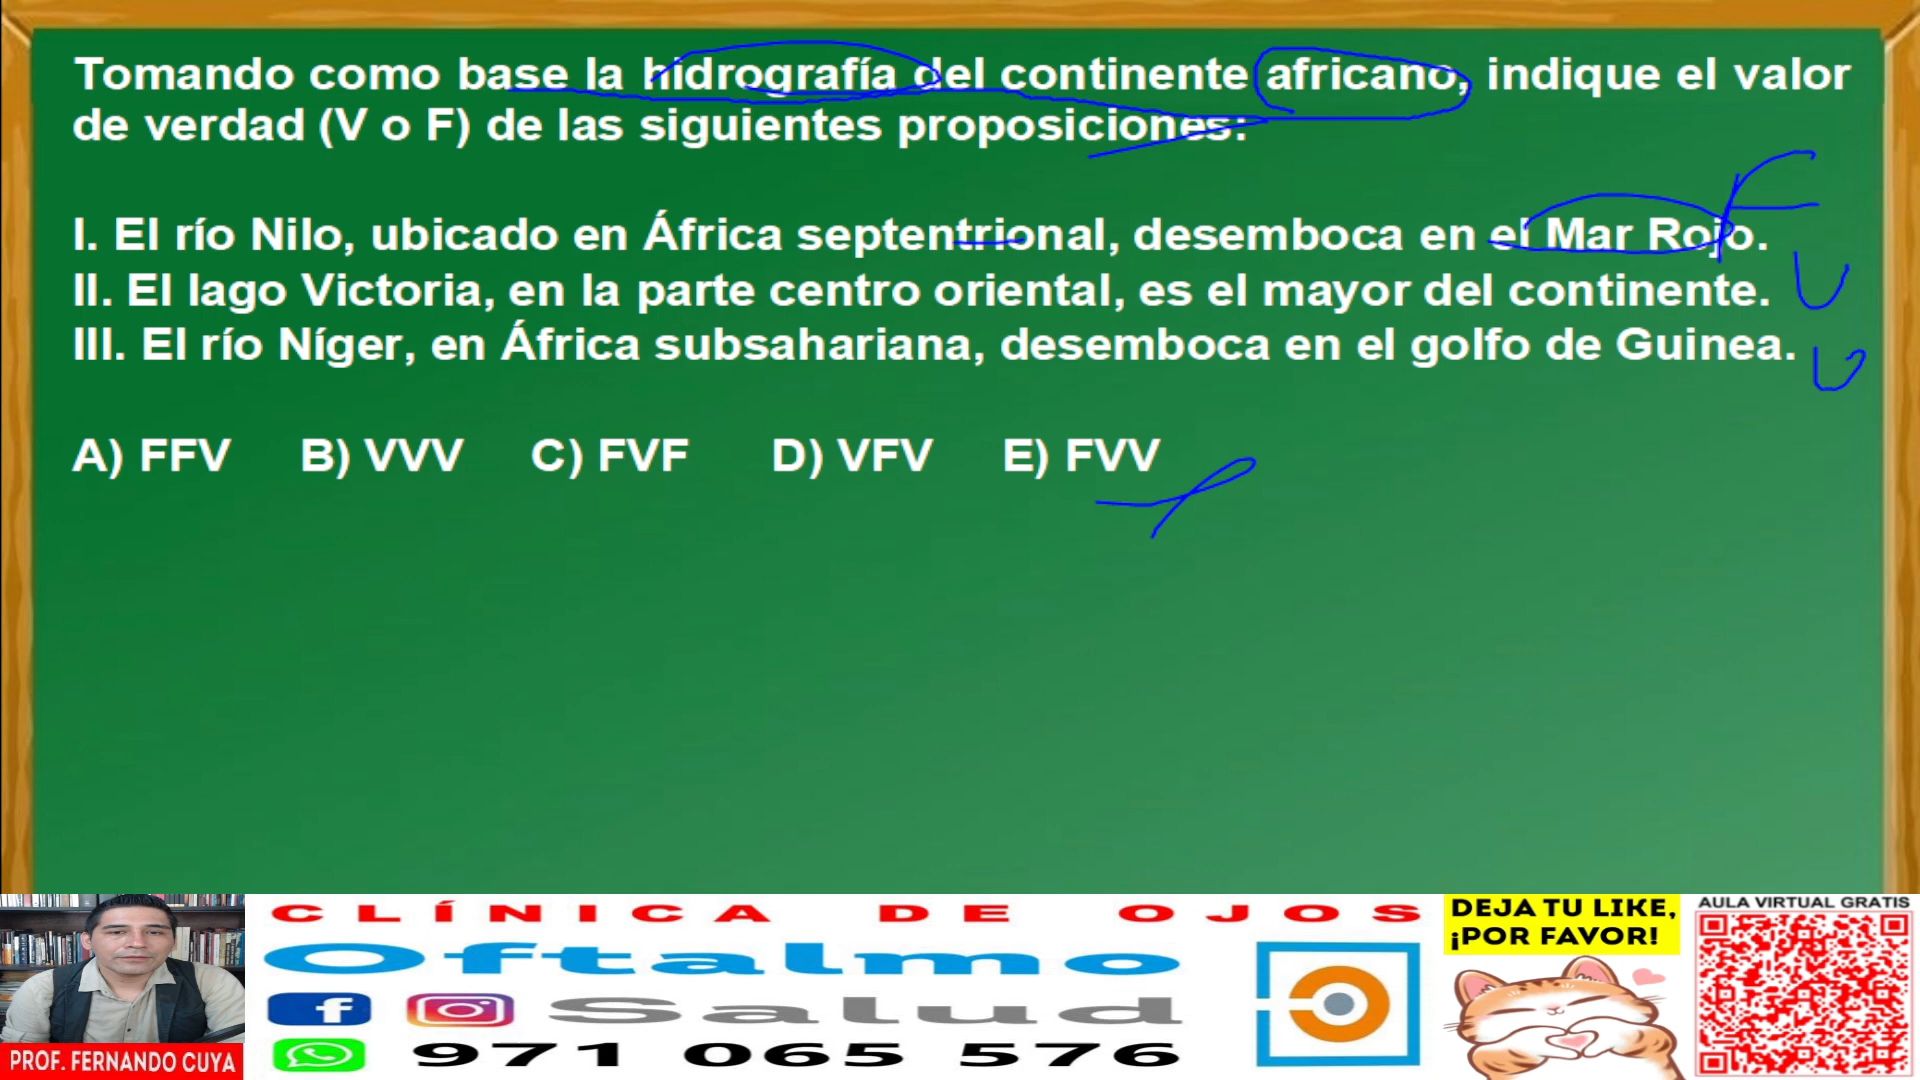 Tomando como base la hidrografía del continente africano, indique el valor
de verdad (V o F) de las siguientes proposiciones:
I. El río Nilo, ubicado en África septentrional, desemboca en el Mar Rojo. F
II. El lago Victoria, en la parte centro oriental, es el mayor del continente. V
III. El río Níger, en África subsahariana, desemboca en el golfo de Guinea. V
A) FFV B) VVV C) FVF D) VFV E) FVV
PROF. FERNANDO CUYA
CLÍNICA DE OJOS
Oftalmo
Salud
971 065 576
DEJA TU LIKE,
¡POR FAVOR!
AULA VIRTUAL GRATIS